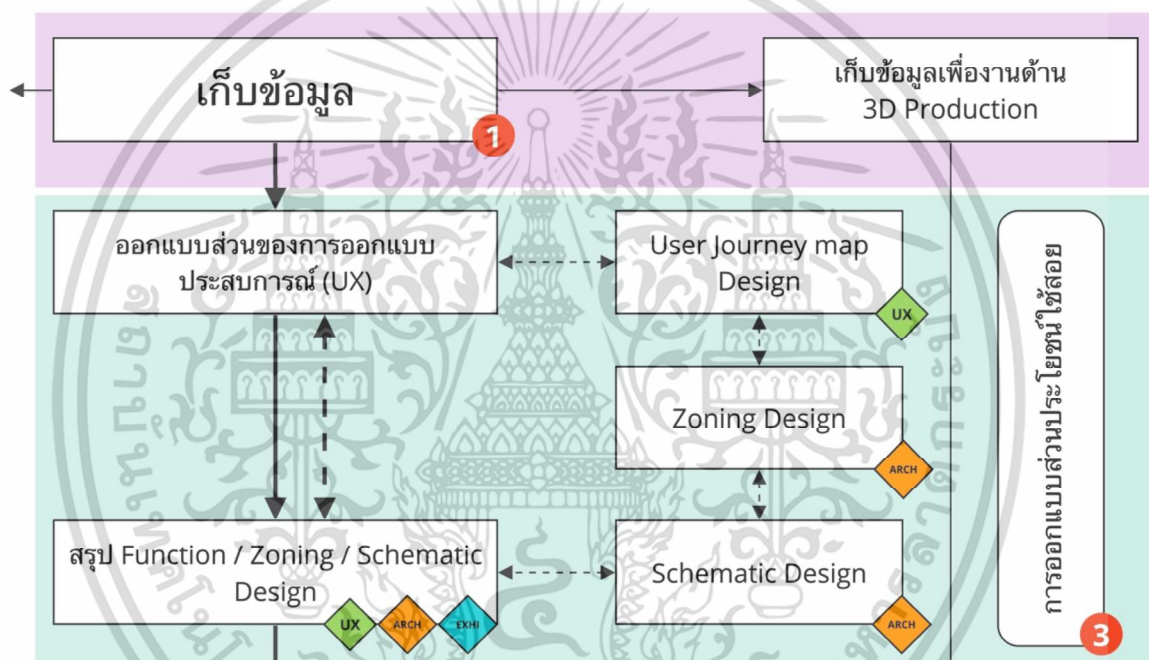 เก็บข้อมูล
1
เก็บข้อมูลเพื่องานด้าน
3D Production
ออกแบบส่วนของการออกแบบ
ประสบการณ์ (UX)
User Journey map
Design
UX
Zoning Design
ARCH
สรุป Function / Zoning / Schematic
Design
UX
ARCH
EXHI
Schematic Design
ARCH
การออกแบบส่วนประโยชน์ใช้สอย
3